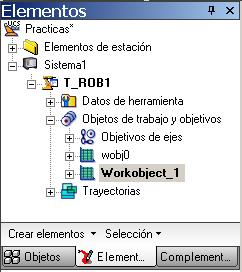 Elementos
UCS
Practicas*
Elementos de estación
Sistema1
T_ROB1
Datos de herramienta
Objetos de trabajo y objetivos
Objetivos de ejes
wobj0
Workobject_1
Trayectorias
Crear elementos Selección
Objetos Element... Complement...